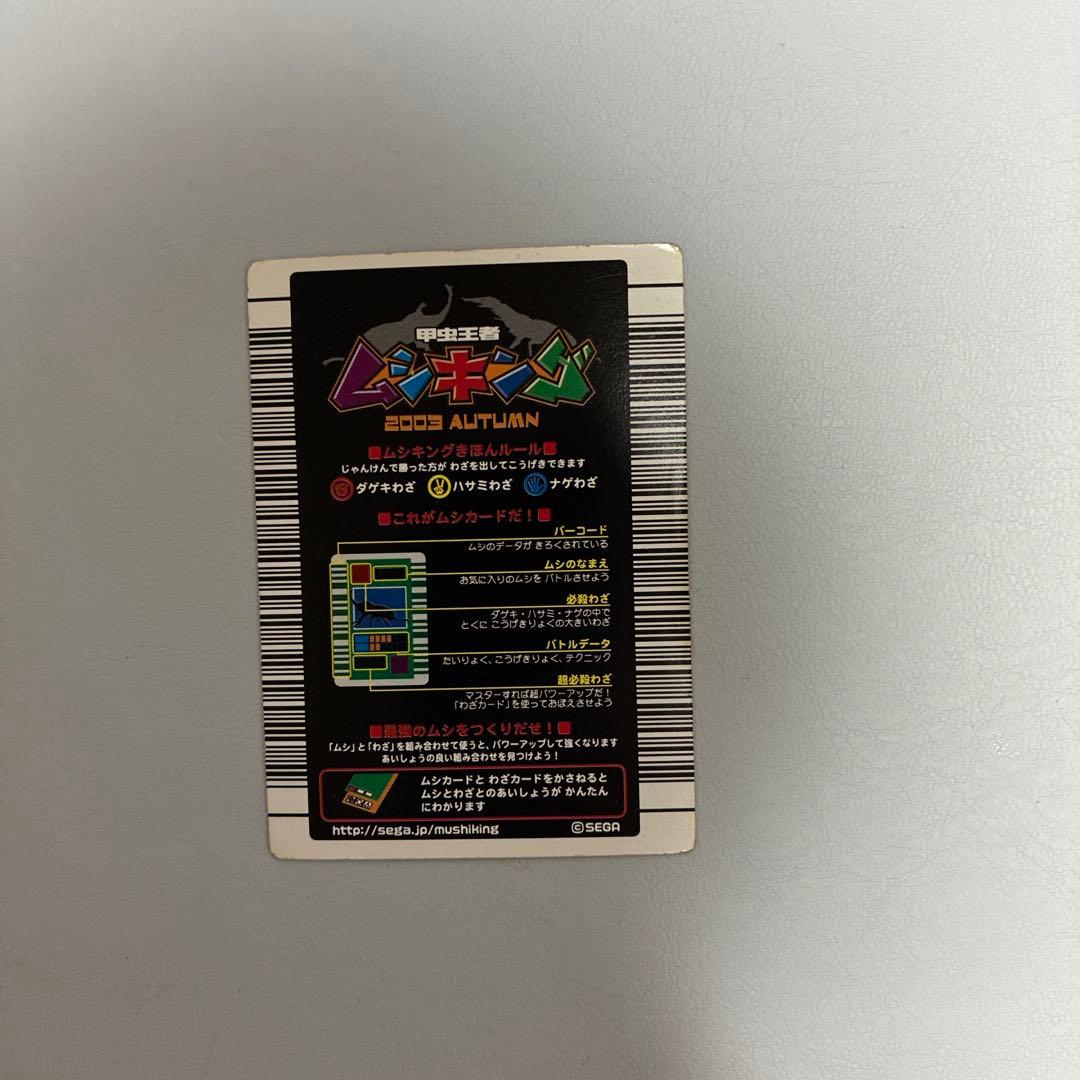 甲虫王者
ムシキング
2003 AUTUMN
■ムシキングきほんルール■
じゃんけんで勝った方が わざを出してこうげきできます
ダゲキわざ ハサミわざ ナゲわざ
■これがムシカードだ！■
バーコード
ムシのデータが きろくされている
ムシのなまえ
お気に入りのムシを バトルさせよう
必殺わざ
ダゲキ・ハサミ・ナゲの中で
とくに こうげきりょくの大きいわざ
バトルデータ
たいりょく、こうげきりょく、テクニック
超必殺わざ
マスターすれば超パワーアップだ！
「わざカード」を使っておぼえさせよう
■最強のムシをつくりだせ！■
「ムシ」と「わざ」を組み合わせて使うと、パワーアップして強くなります
あいしょうの良い組み合わせを見つけよう！
ムシカードと わざカードをかさねると
ムシとわざとのあいしょうが かんたん
にわかります
http://sega.jp/mushiking ©SEGA